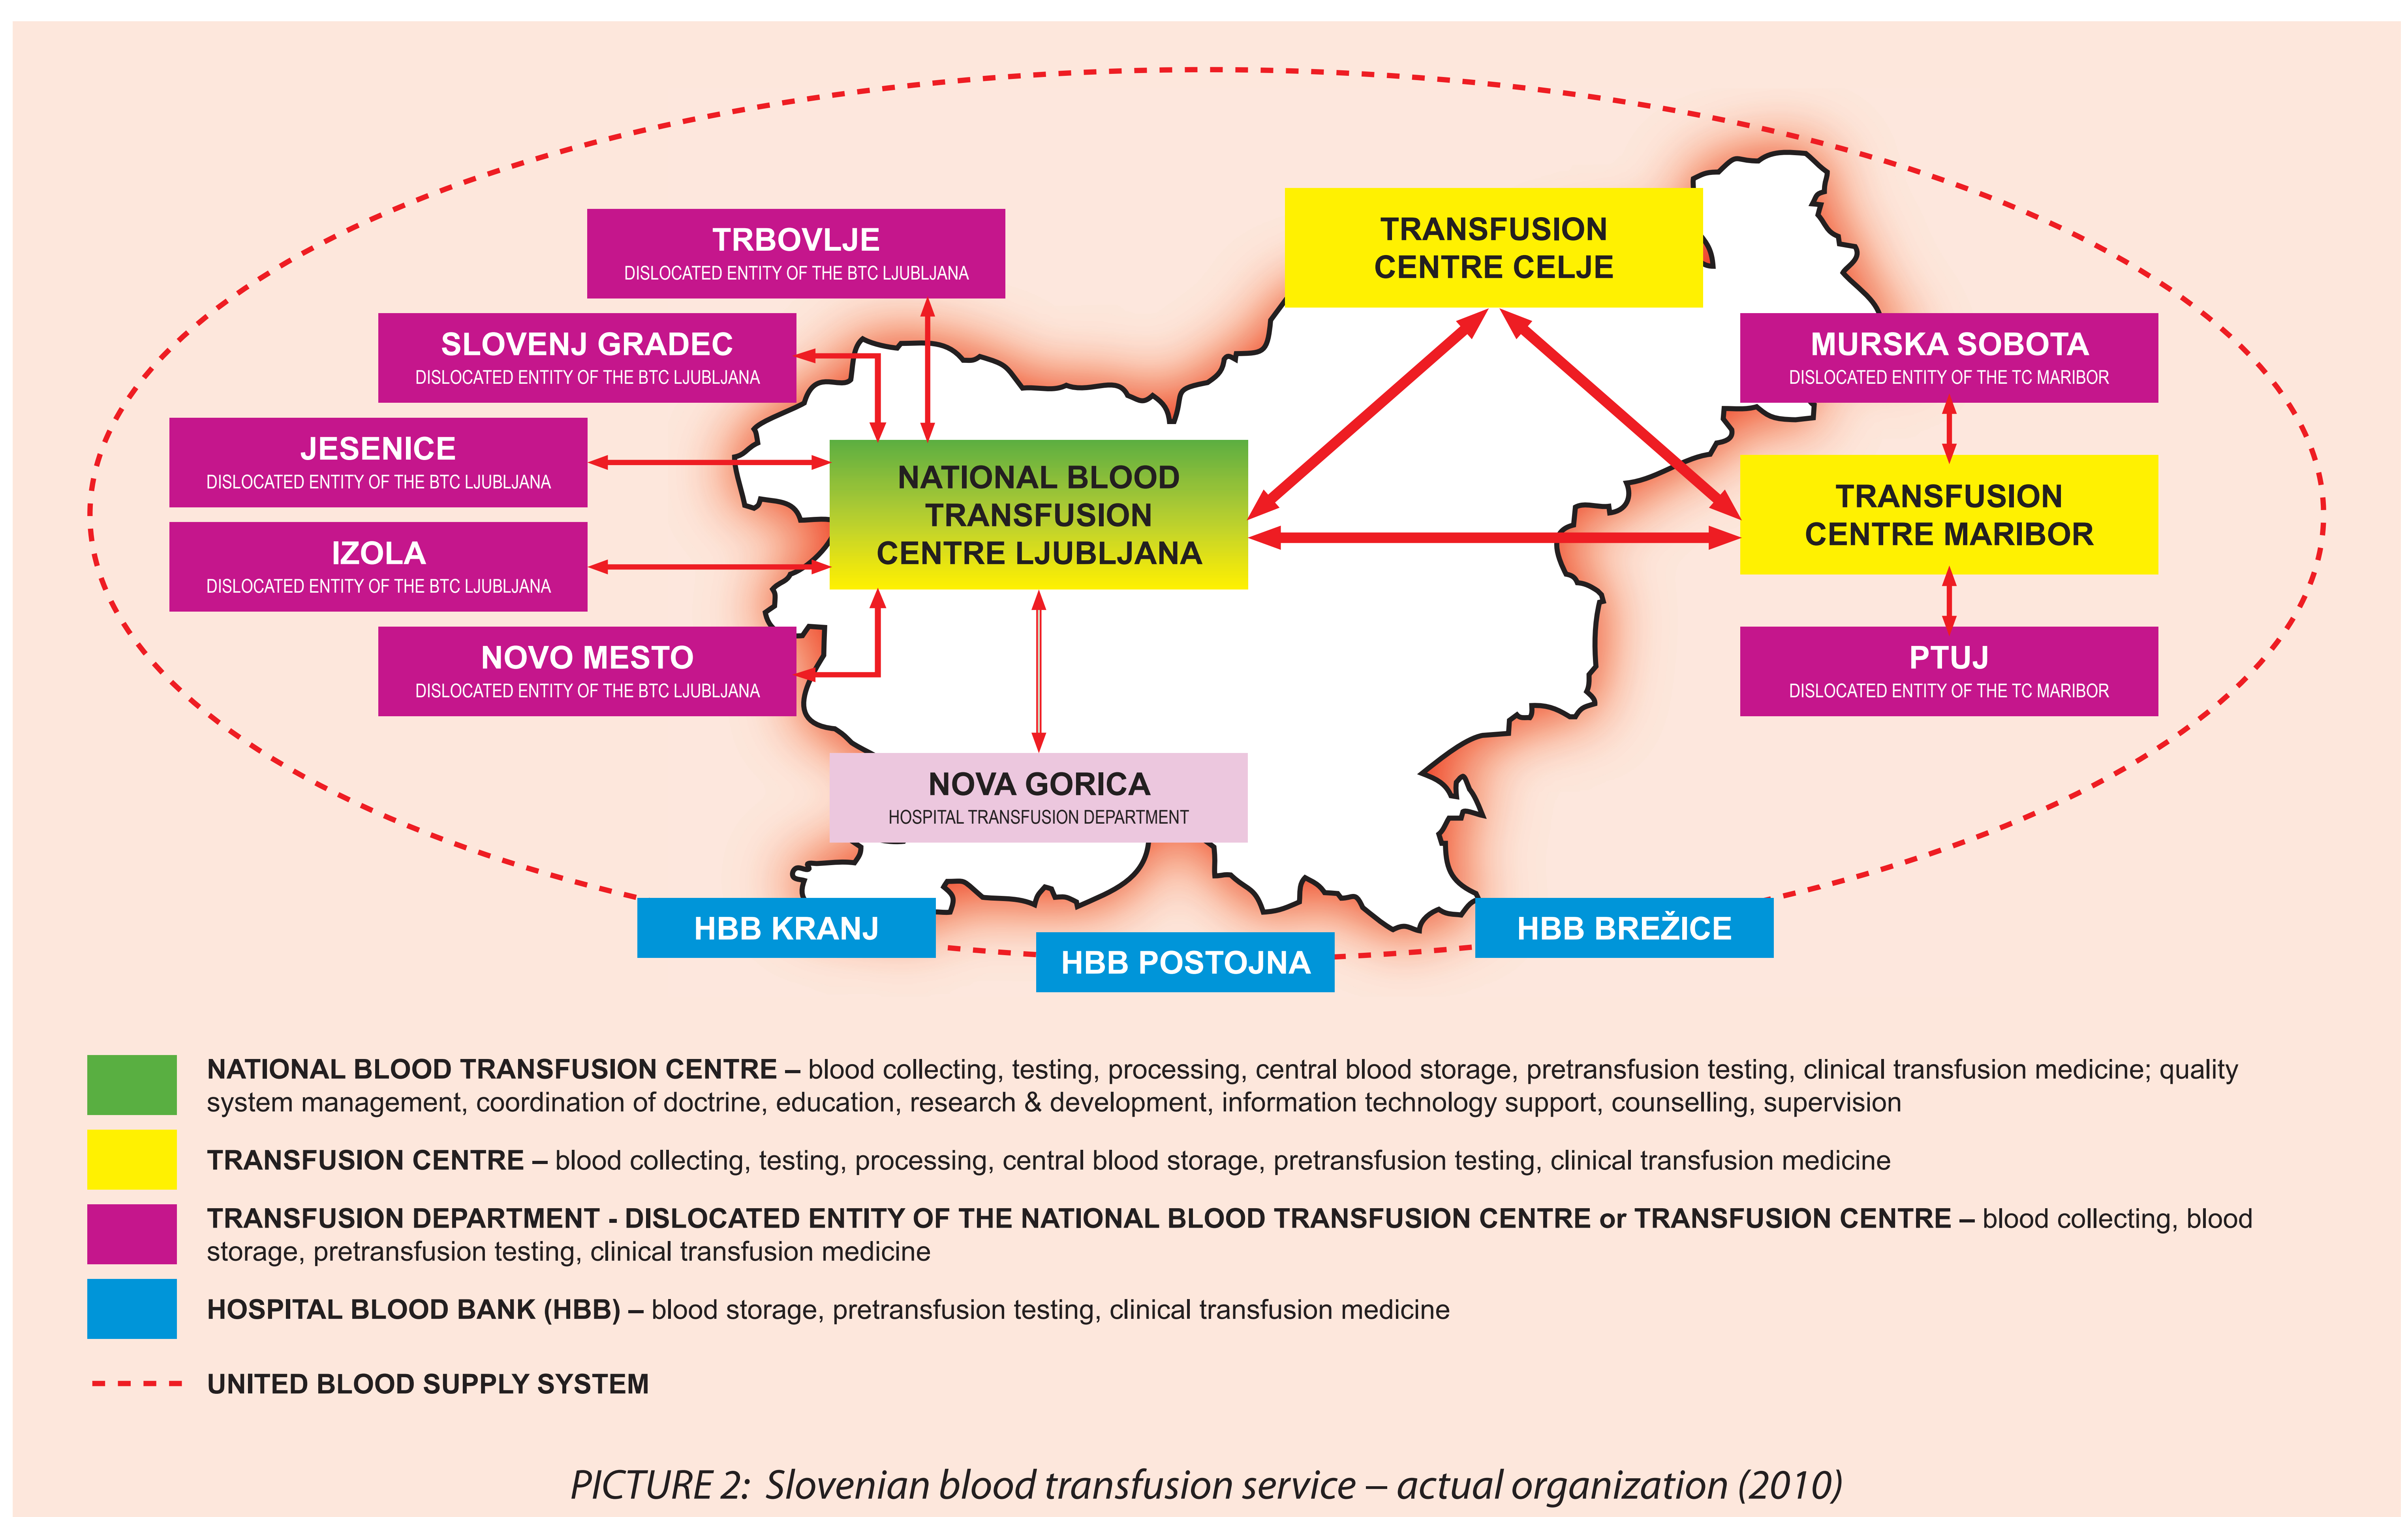 TRBOVLJE
DISLOCATED ENTITY OF THE BTC LJUBLJANA
SLOVENJ GRADEC
DISLOCATED ENTITY OF THE BTC LJUBLJANA
JESENICE
DISLOCATED ENTITY OF THE BTC LJUBLJANA
IZOLA
DISLOCATED ENTITY OF THE BTC LJUBLJANA
NOVO MESTO
DISLOCATED ENTITY OF THE BTC LJUBLJANA
NATIONAL BLOOD
TRANSFUSION
CENTRE LJUBLJANA
NOVA GORICA
HOSPITAL TRANSFUSION DEPARTMENT
TRANSFUSION
CENTRE CELJE
MURSKA SOBOTA
DISLOCATED ENTITY OF THE TC MARIBOR
TRANSFUSION
CENTRE MARIBOR
PTUJ
DISLOCATED ENTITY OF THE TC MARIBOR
HBB KRANJ
HBB POSTOJNA
HBB BREŽICE
NATIONAL BLOOD TRANSFUSION CENTRE – blood collecting, testing, processing, central blood storage, pretransfusion testing, clinical transfusion medicine; quality
system management, coordination of doctrine, education, research & development, information technology support, counselling, supervision
TRANSFUSION CENTRE – blood collecting, testing, processing, central blood storage, pretransfusion testing, clinical transfusion medicine
TRANSFUSION DEPARTMENT - DISLOCATED ENTITY OF THE NATIONAL BLOOD TRANSFUSION CENTRE or TRANSFUSION CENTRE – blood collecting, blood
storage, pretransfusion testing, clinical transfusion medicine
HOSPITAL BLOOD BANK (HBB) – blood storage, pretransfusion testing, clinical transfusion medicine
UNITED BLOOD SUPPLY SYSTEM
PICTURE 2: Slovenian blood transfusion service – actual organization (2010)